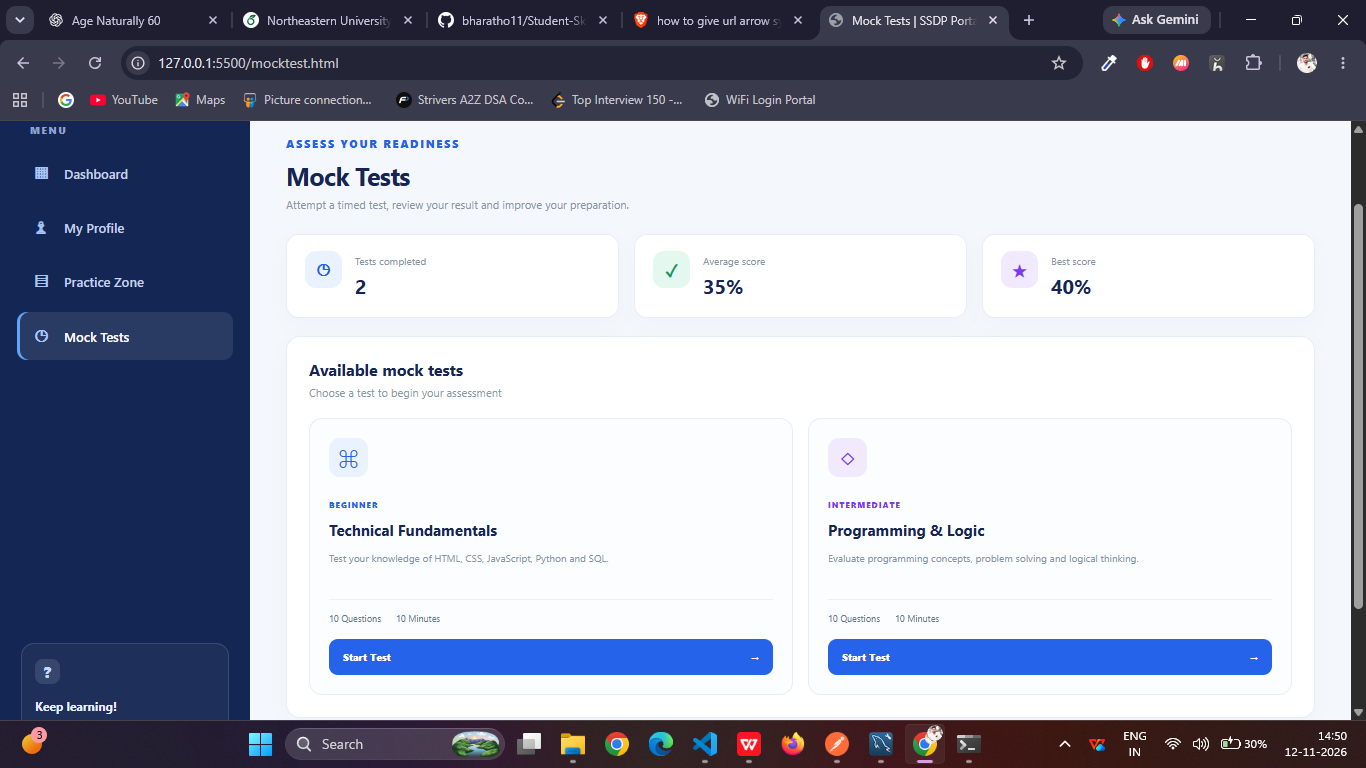 Age Naturally 60
Northeastern University
bharatho11/Student-Sk
how to give url arrow sy
Mock Tests | SSDP Porta
Ask Gemini
127.0.0.1:5500/mocktest.html
YouTube
Maps
Picture connection...
Strivers A2Z DSA Co...
Top Interview 150 -...
WiFi Login Portal
MENU
Dashboard
My Profile
Practice Zone
Mock Tests
?
Keep learning!
ASSESS YOUR READINESS
Mock Tests
Attempt a timed test, review your result and improve your preparation.
Tests completed
2
Average score
35%
Best score
40%
Available mock tests
Choose a test to begin your assessment
BEGINNER
Technical Fundamentals
Test your knowledge of HTML, CSS, JavaScript, Python and SQL.
10 Questions 10 Minutes
Start Test →
INTERMEDIATE
Programming & Logic
Evaluate programming concepts, problem solving and logical thinking.
10 Questions 10 Minutes
Start Test →
3
Search
ENG
IN
30%
14:50
12-11-2026